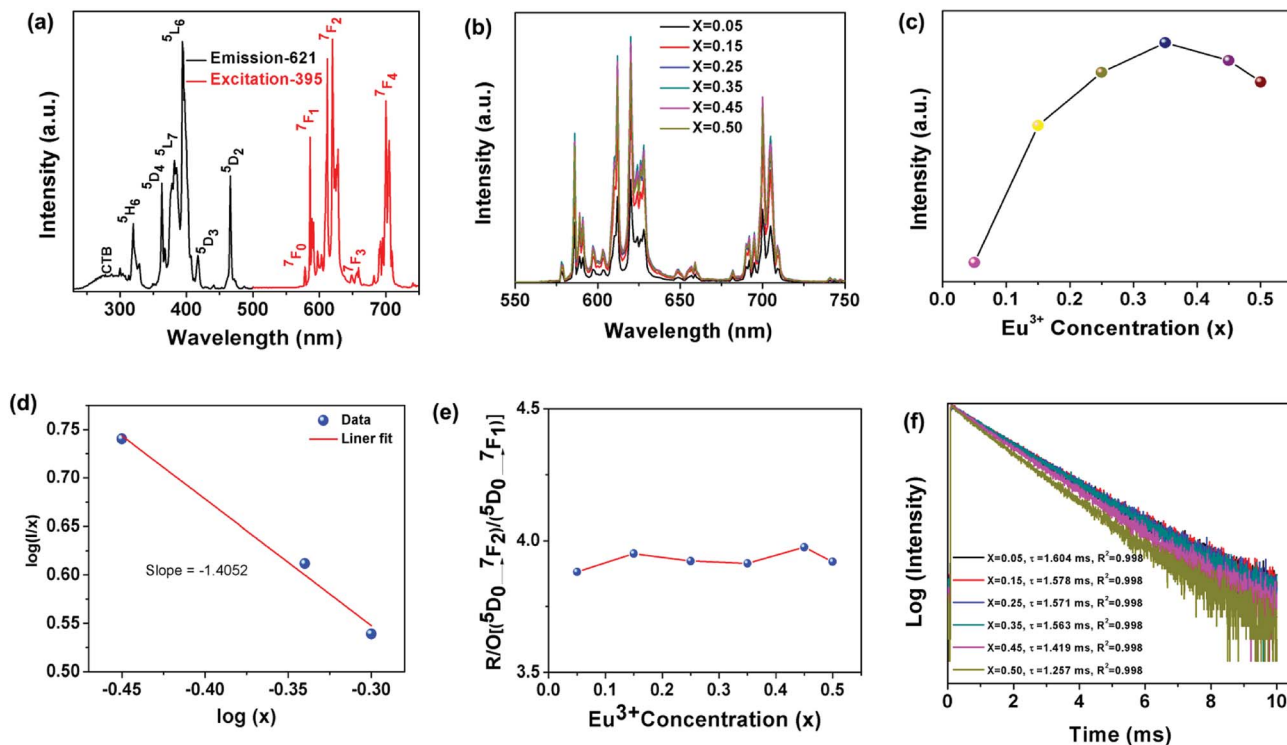 (a)
⁵L₆
Emission-621
Excitation-395
CTB
⁵H₆
⁵D₄
⁵L₇
⁵D₃
⁵D₂
⁷F₀
⁷F₁
⁷F₂
⁷F₃
⁷F₄
Intensity (a.u.)
300 400 500 600 700
Wavelength (nm)
(b)
X=0.05
X=0.15
X=0.25
X=0.35
X=0.45
X=0.50
Intensity (a.u.)
550 600 650 700 750
Wavelength (nm)
(c)
Intensity (a.u.)
0.0 0.1 0.2 0.3 0.4 0.5
Eu³⁺ Concentration (x)
(d)
Data
Liner fit
log(I/x)
0.75
0.70
0.65
0.60
0.55
0.50
Slope = -1.4052
-0.45 -0.40 -0.35 -0.30
log (x)
(e)
R/O[(⁵D₀→⁷F₂)/(⁵D₀→⁷F₁)]
4.5
4.0
3.5
0.0 0.1 0.2 0.3 0.4 0.5
Eu³⁺Concentration (x)
(f)
Log (Intensity)
X=0.05, τ=1.604 ms, R²=0.998
X=0.15, τ=1.578 ms, R²=0.998
X=0.25, τ=1.571 ms, R²=0.998
X=0.35, τ=1.563 ms, R²=0.998
X=0.45, τ=1.419 ms, R²=0.998
X=0.50, τ=1.257 ms, R²=0.998
0 2 4 6 8 10
Time (ms)